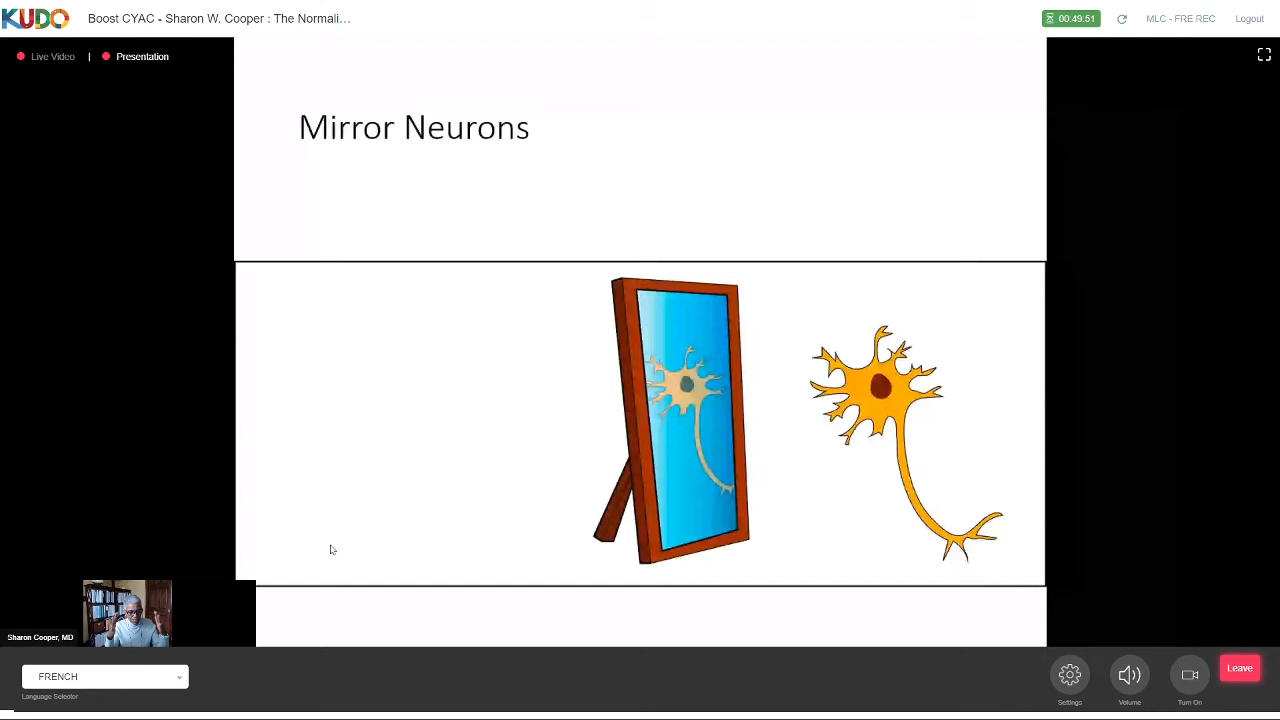 KUDO
Boost CYAC - Sharon W. Cooper : The Normali...
00:49:51
MLC - FRE REC
Logout
Live Video | Presentation
Mirror Neurons
Sharon Cooper, MD
FRENCH
Language Selector
Settings
Volume
Turn On
Leave